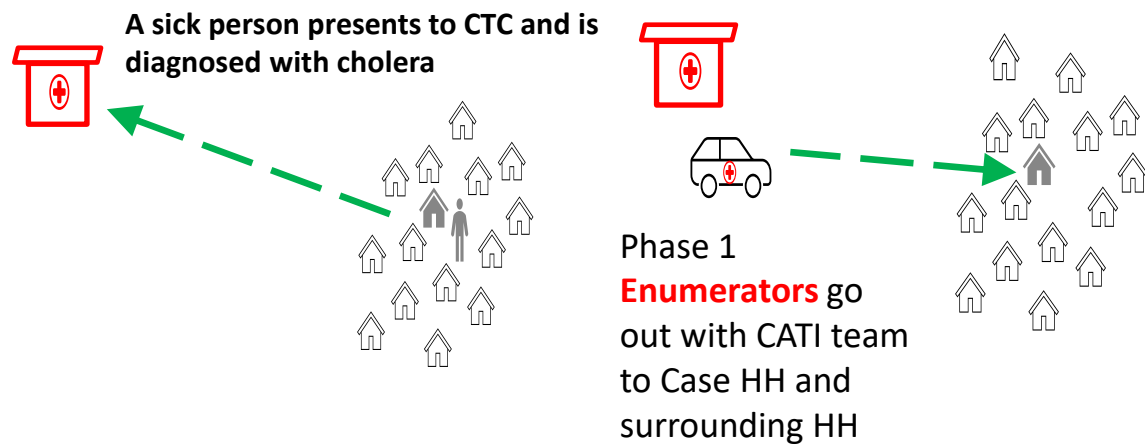 A sick person presents to CTC and is
diagnosed with cholera
Phase 1
Enumerators go
out with CATI team
to Case HH and
surrounding HH